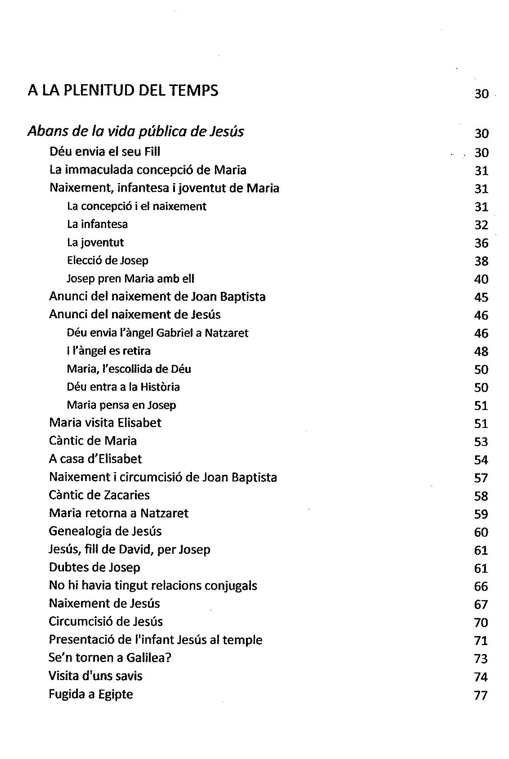 A LA PLENITUD DEL TEMPS 30
Abans de la vida pública de Jesús 30
Déu envia el seu Fill 30
La immaculada concepció de Maria 31
Naixement, infantesa i joventut de Maria 31
La concepció i el naixement 31
La infantesa 32
La joventut 36
Elecció de Josep 38
Josep pren Maria amb ell 40
Anunci del naixement de Joan Baptista 45
Anunci del naixement de Jesús 46
Déu envia l'àngel Gabriel a Natzaret 46
I l'àngel es retira 48
Maria, l'escollida de Déu 50
Déu entra a la Història 50
Maria pensa en Josep 51
Maria visita Elisabet 51
Càntic de Maria 53
A casa d'Elisabet 54
Naixement i circumcisió de Joan Baptista 57
Càntic de Zacaries 58
Maria retorna a Natzaret 59
Genealogia de Jesús 60
Jesús, fill de David, per Josep 61
Dubtes de Josep 61
No hi havia tingut relacions conjugals 66
Naixement de Jesús 67
Circumcisió de Jesús 70
Presentació de l'infant Jesús al temple 71
Se'n tornen a Galilea? 73
Visita d'uns savis 74
Fugida a Egipte 77